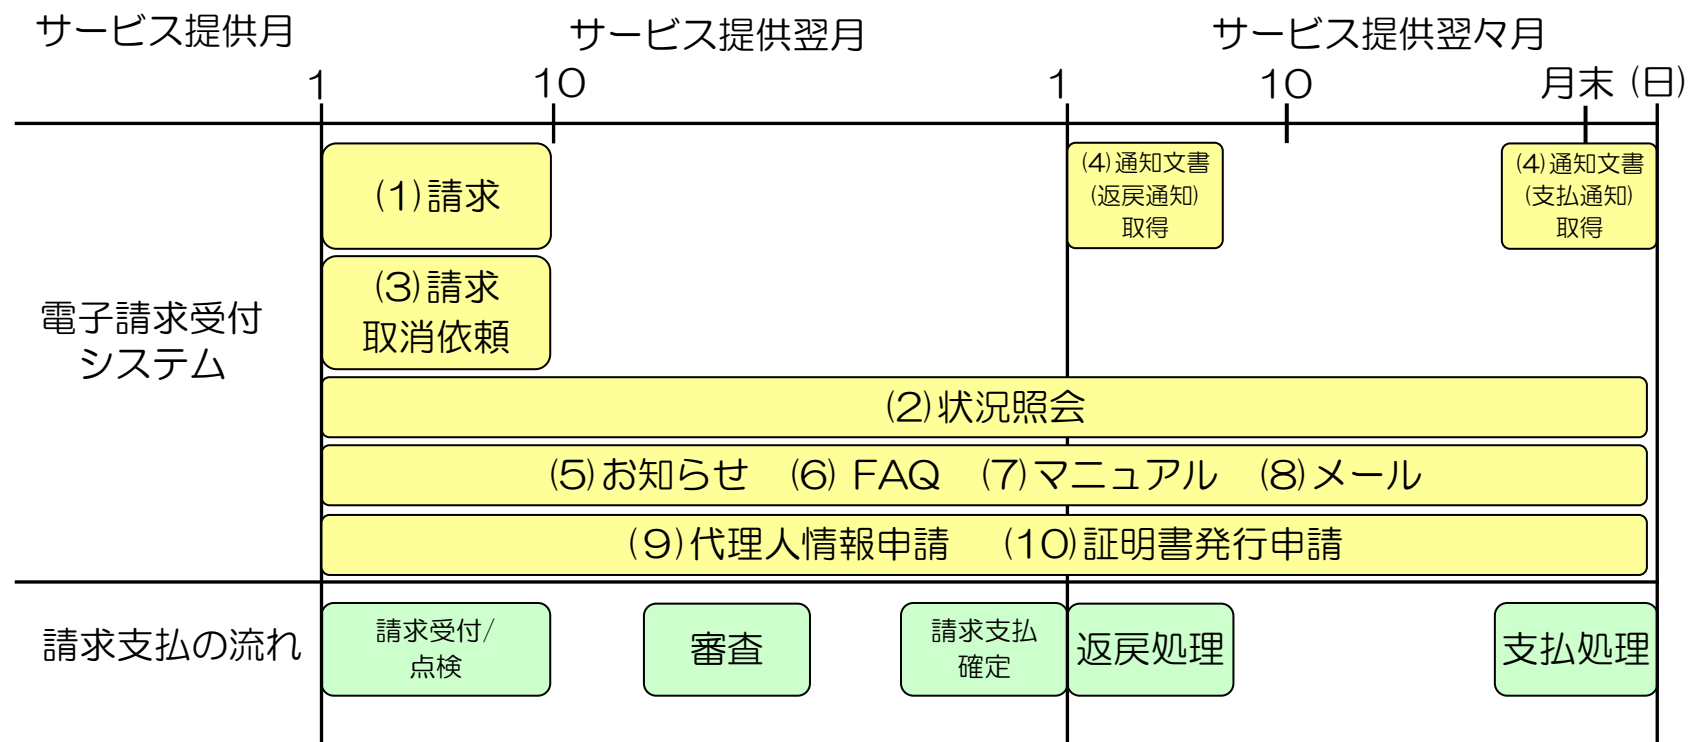 サービス提供月
サービス提供翌月
サービス提供翌々月
1
10
1
10
月末 (日)
電子請求受付
システム
(1)請求
(3)請求
取消依頼
(4)通知文書
(返戻通知)
取得
(4)通知文書
(支払通知)
取得
(2)状況照会
(5)お知らせ (6) FAQ (7)マニュアル (8)メール
(9)代理人情報申請 (10)証明書発行申請
請求支払の流れ
請求受付/
点検
審査
請求支払
確定
返戻処理
支払処理